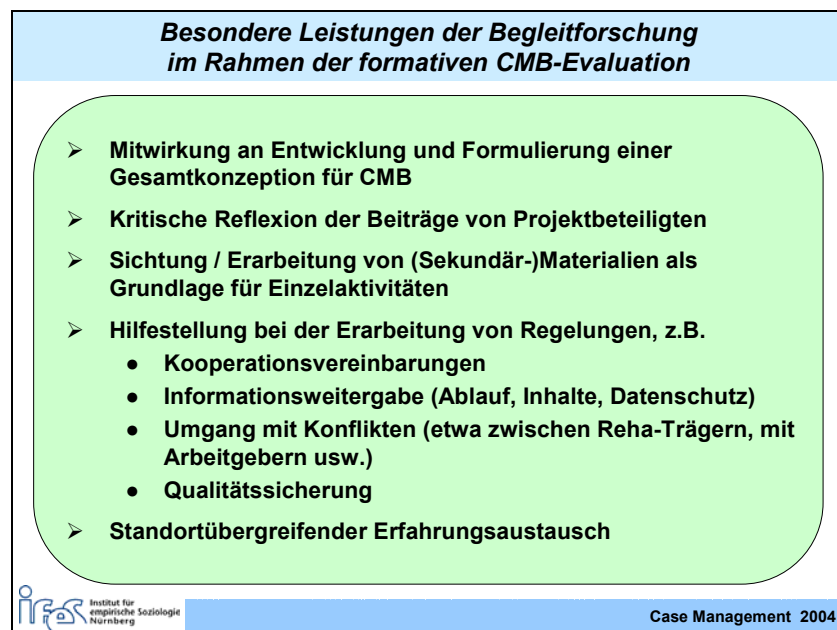 Besondere Leistungen der Begleitforschung
im Rahmen der formativen CMB-Evaluation
➢ Mitwirkung an Entwicklung und Formulierung einer
Gesamtkonzeption für CMB
➢ Kritische Reflexion der Beiträge von Projektbeteiligten
➢ Sichtung / Erarbeitung von (Sekundär-)Materialien als
Grundlage für Einzelaktivitäten
➢ Hilfestellung bei der Erarbeitung von Regelungen, z.B.
● Kooperationsvereinbarungen
● Informationsweitergabe (Ablauf, Inhalte, Datenschutz)
● Umgang mit Konflikten (etwa zwischen Reha-Trägern, mit
Arbeitgebern usw.)
● Qualitätssicherung
➢ Standortübergreifender Erfahrungsaustausch
ifes Institut für
empirische Soziologie
Nürnberg
Case Management 2004